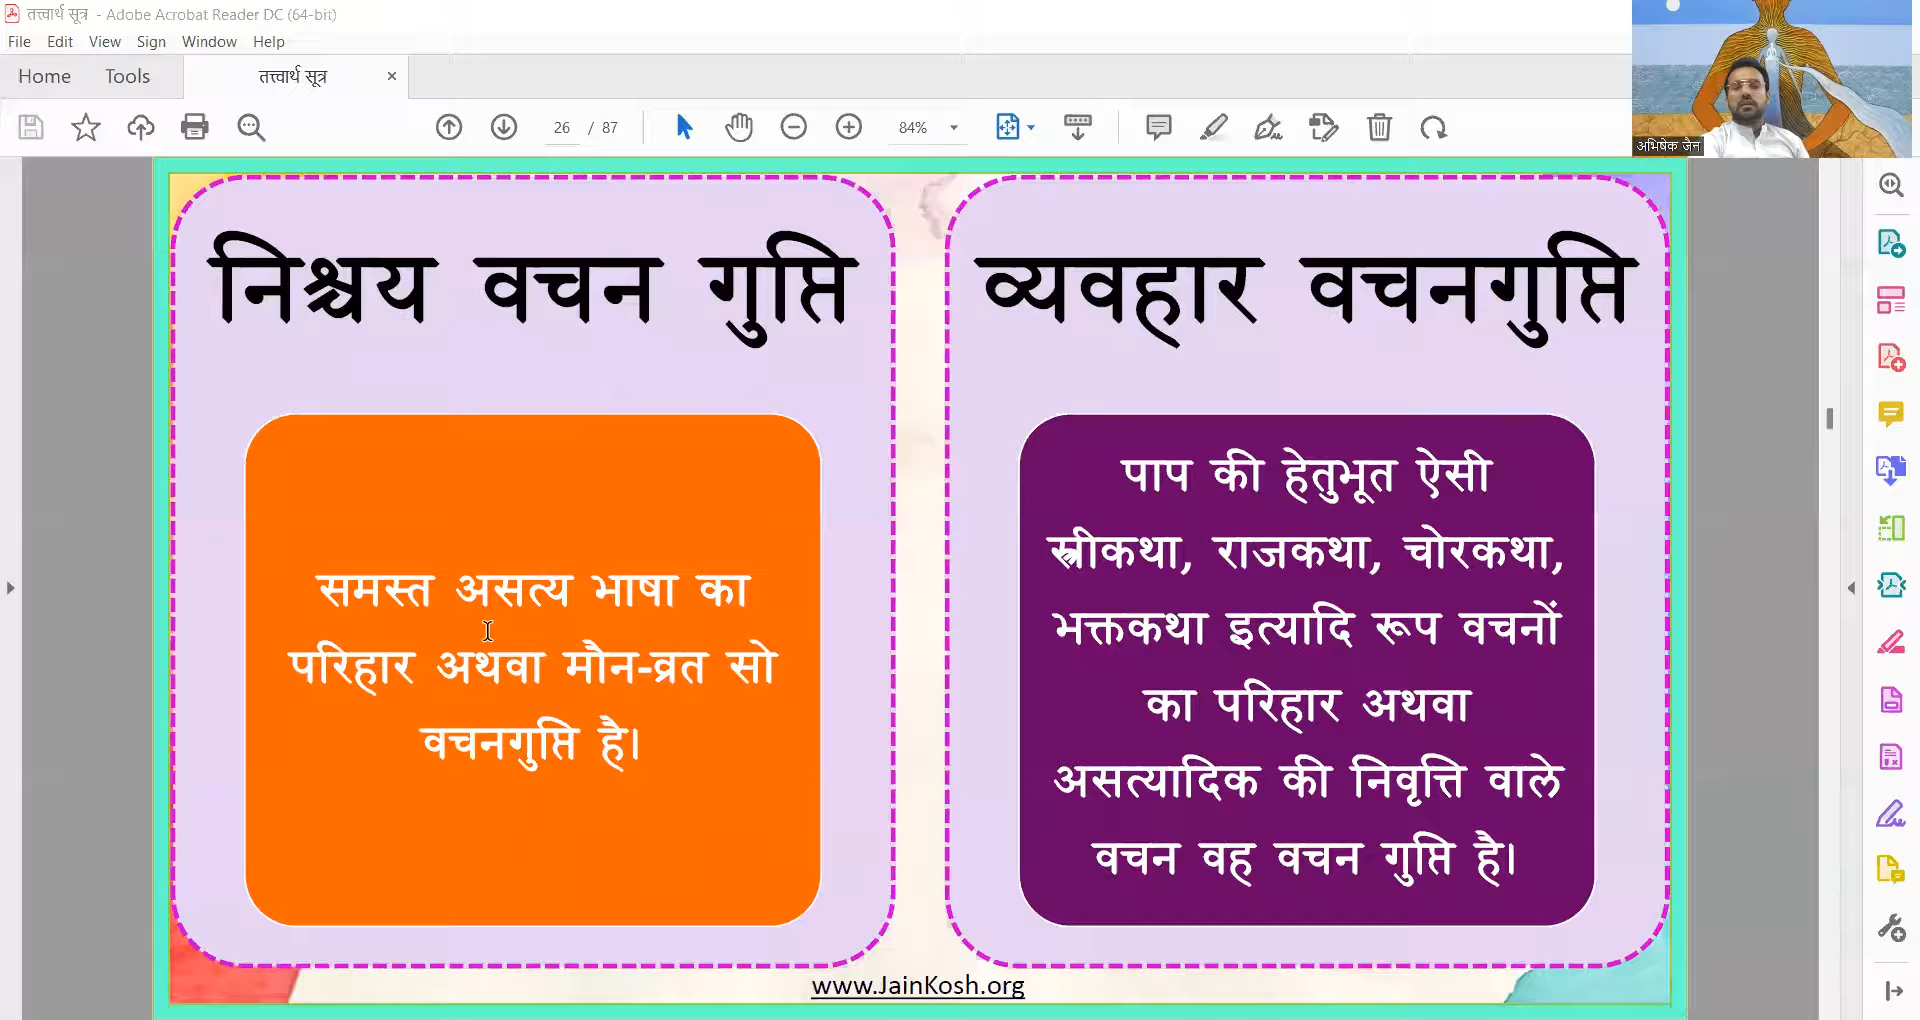 तत्त्वार्थ सूत्र - Adobe Acrobat Reader DC (64-bit)
File Edit View Sign Window Help
Home Tools तत्त्वार्थ सूत्र ×
26 / 87 84%
अभिषेक जैन
निश्चय वचन गुप्ति
समस्त असत्य भाषा का
परिहार अथवा मौन-व्रत सो
वचनगुप्ति है।
व्यवहार वचनगुप्ति
पाप की हेतुभूत ऐसी
स्त्रीकथा, राजकथा, चोरकथा,
भक्तकथा इत्यादि रूप वचनों
का परिहार अथवा
असत्यादिक की निवृत्ति वाले
वचन वह वचन गुप्ति है।
www.JainKosh.org